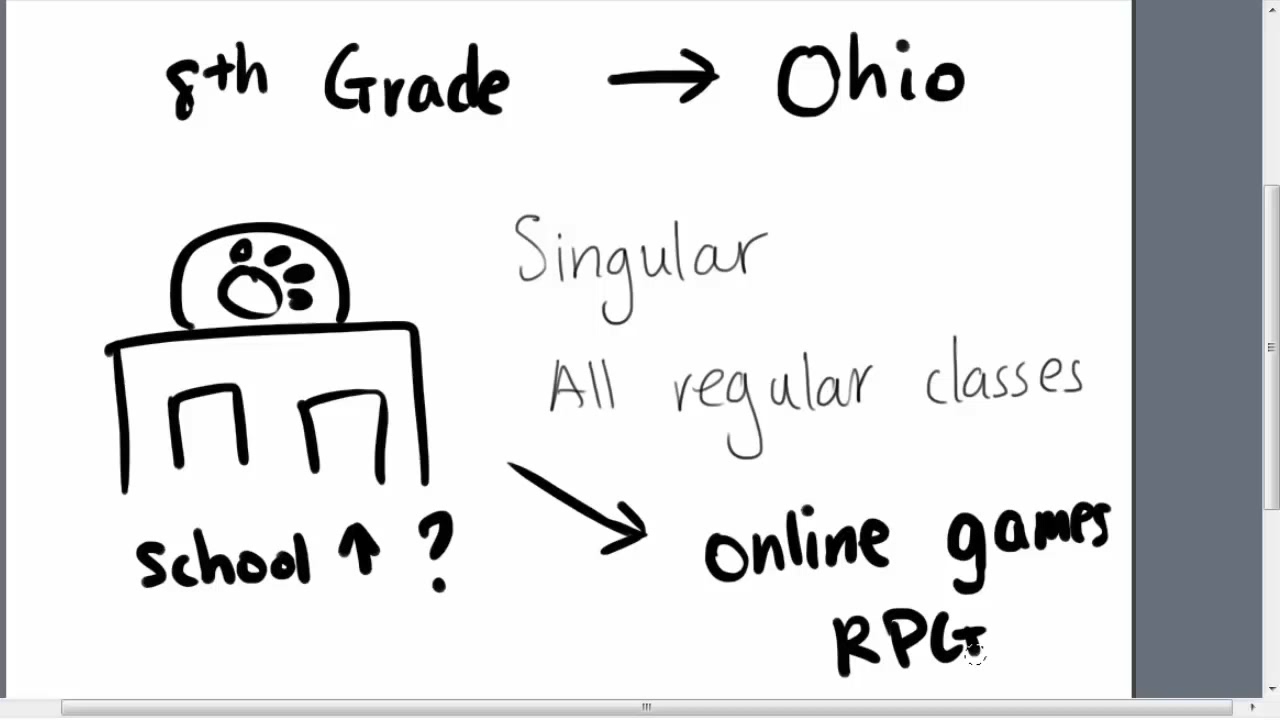 8th Grade → Ohio
Singular
All regular classes
school ↑ ?
online games
RPG